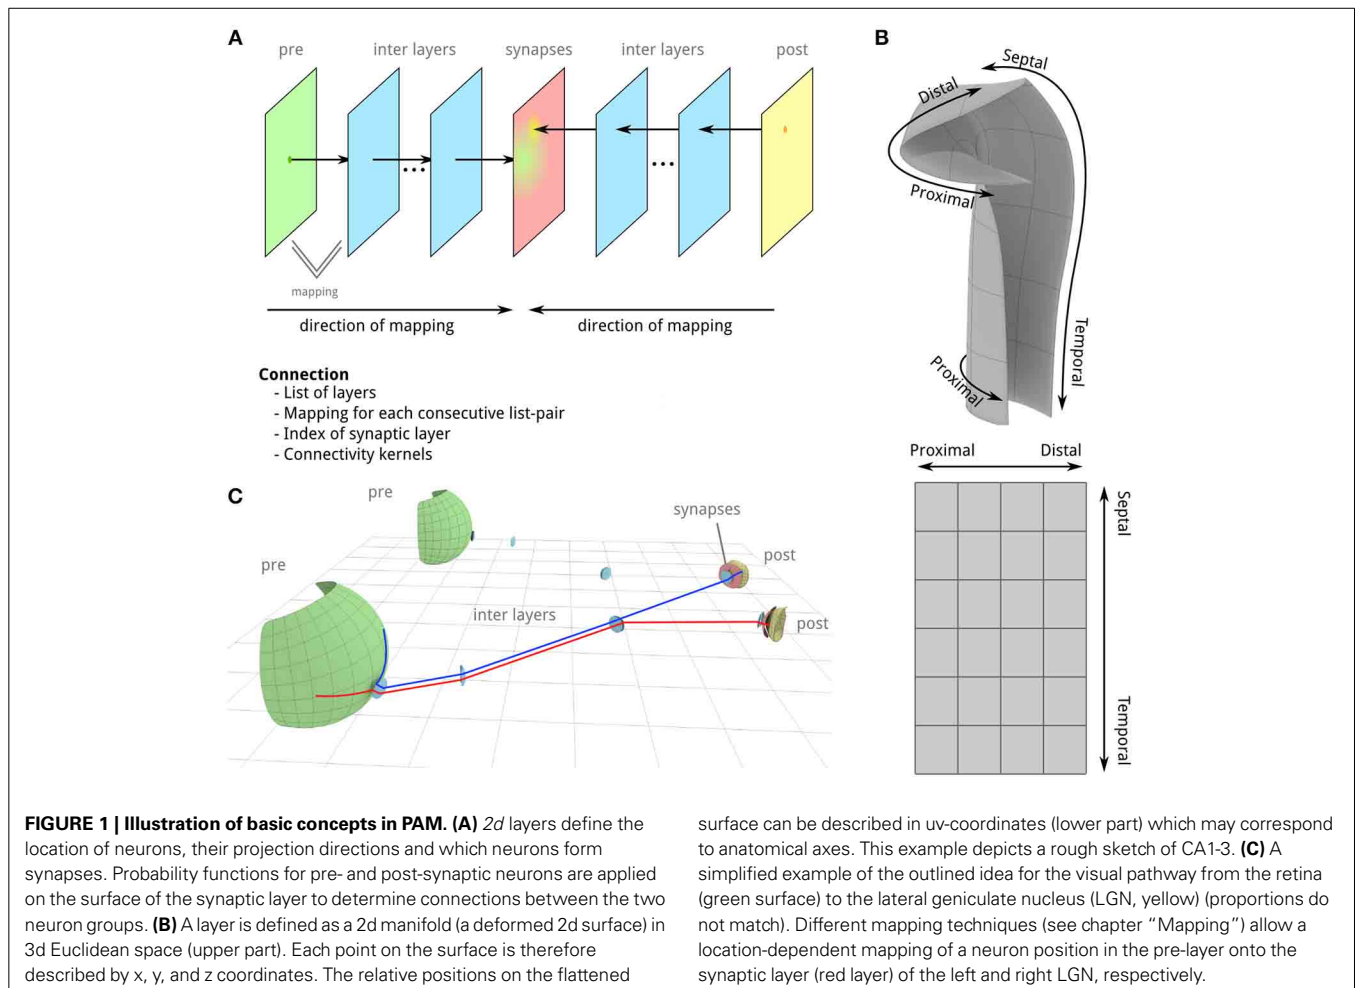 A
pre
inter layers
synapses
inter layers
post
...
...
mapping
direction of mapping
direction of mapping
Connection
- List of layers
- Mapping for each consecutive list-pair
- Index of synaptic layer
- Connectivity kernels
B
Septal
Distal
Proximal
Temporal
Proximal
Proximal
Distal
Septal
Temporal
C
pre
pre
synapses
post
inter layers
post
FIGURE 1 | Illustration of basic concepts in PAM. (A) 2d layers define the
location of neurons, their projection directions and which neurons form
synapses. Probability functions for pre- and post-synaptic neurons are applied
on the surface of the synaptic layer to determine connections between the two
neuron groups. (B) A layer is defined as a 2d manifold (a deformed 2d surface) in
3d Euclidean space (upper part). Each point on the surface is therefore
described by x, y, and z coordinates. The relative positions on the flattened
surface can be described in uv-coordinates (lower part) which may correspond
to anatomical axes. This example depicts a rough sketch of CA1-3. (C) A
simplified example of the outlined idea for the visual pathway from the retina
(green surface) to the lateral geniculate nucleus (LGN, yellow) (proportions do
not match). Different mapping techniques (see chapter “Mapping”) allow a
location-dependent mapping of a neuron position in the pre-layer onto the
synaptic layer (red layer) of the left and right LGN, respectively.